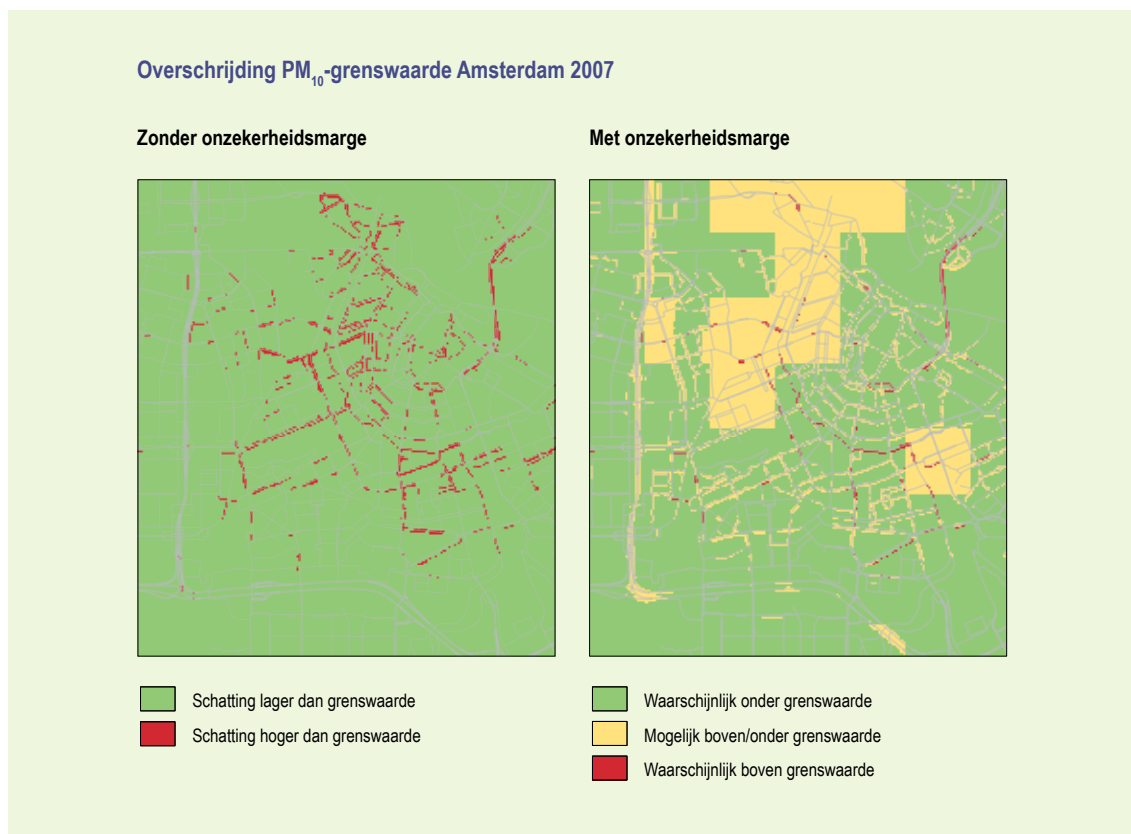 Overschrijding PM10-grenswaarde Amsterdam 2007
Zonder onzekerheidsmarge
Met onzekerheidsmarge
Schatting lager dan grenswaarde
Schatting hoger dan grenswaarde
Waarschijnlijk onder grenswaarde
Mogelijk boven/onder grenswaarde
Waarschijnlijk boven grenswaarde